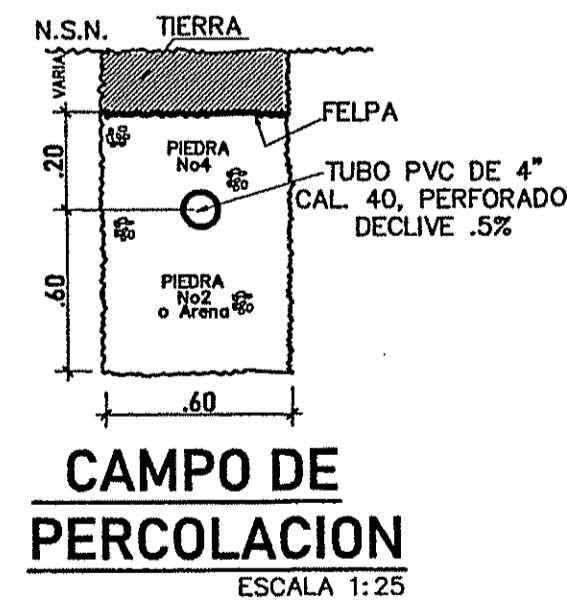 N.S.N.
TIERRA
VARIA
FELPA
.20
PIEDRA
No4
TUBO PVC DE 4"
CAL. 40, PERFORADO
DECLIVE .5%
.60
PIEDRA
No2
o Arena
.60
CAMPO DE
PERCOLACION
ESCALA 1:25